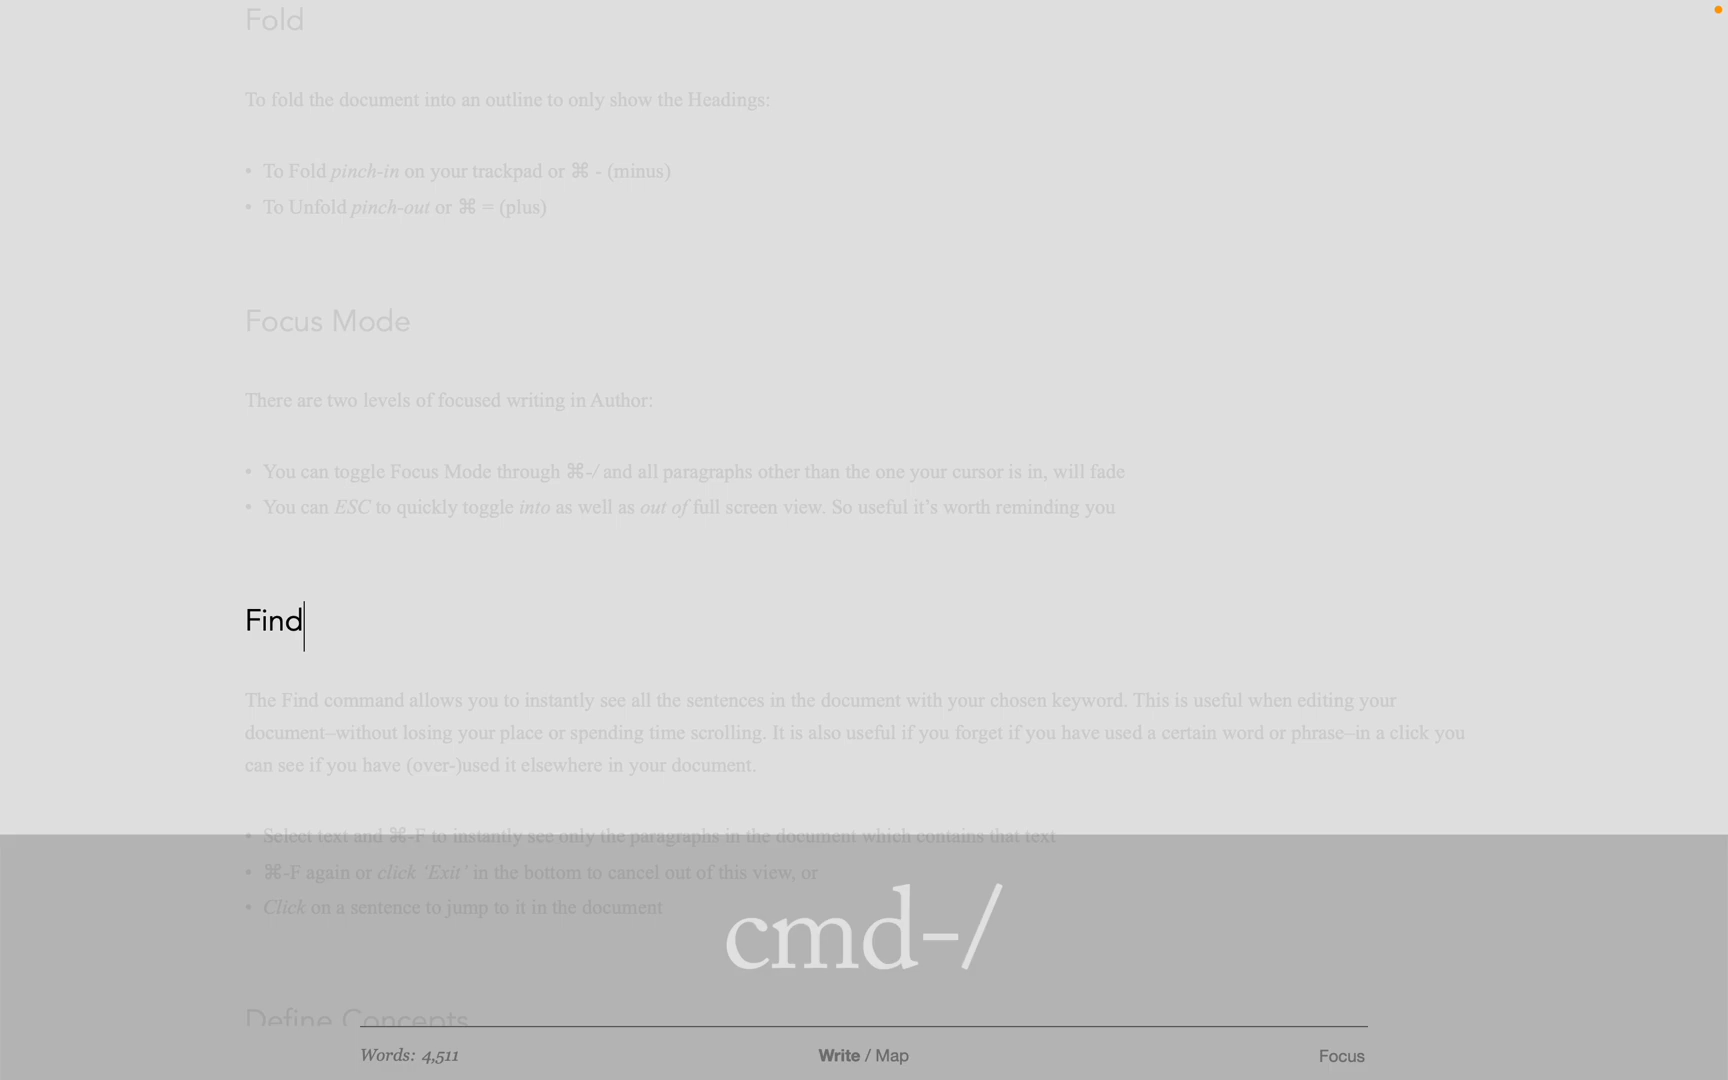 Fold
To fold the document into an outline to only show the Headings:
• To Fold pinch-in on your trackpad or ⌘ - (minus)
• To Unfold pinch-out or ⌘ = (plus)
Focus Mode
There are two levels of focused writing in Author:
• You can toggle Focus Mode through ⌘-/ and all paragraphs other than the one your cursor is in, will fade
• You can ESC to quickly toggle into as well as out of full screen view. So useful it’s worth reminding you
Find
The Find command allows you to instantly see all the sentences in the document with your chosen keyword. This is useful when editing your
document–without losing your place or spending time scrolling. It is also useful if you forget if you have used a certain word or phrase–in a click you
can see if you have (over-)used it elsewhere in your document.
• Select text and ⌘-F to instantly see only the paragraphs in the document which contains that text
• ⌘-F again or click ‘Exit’ in the bottom to cancel out of this view, or
• Click on a sentence to jump to it in the document
cmd-/
Define Concepts
Words: 4,511
Write / Map
Focus